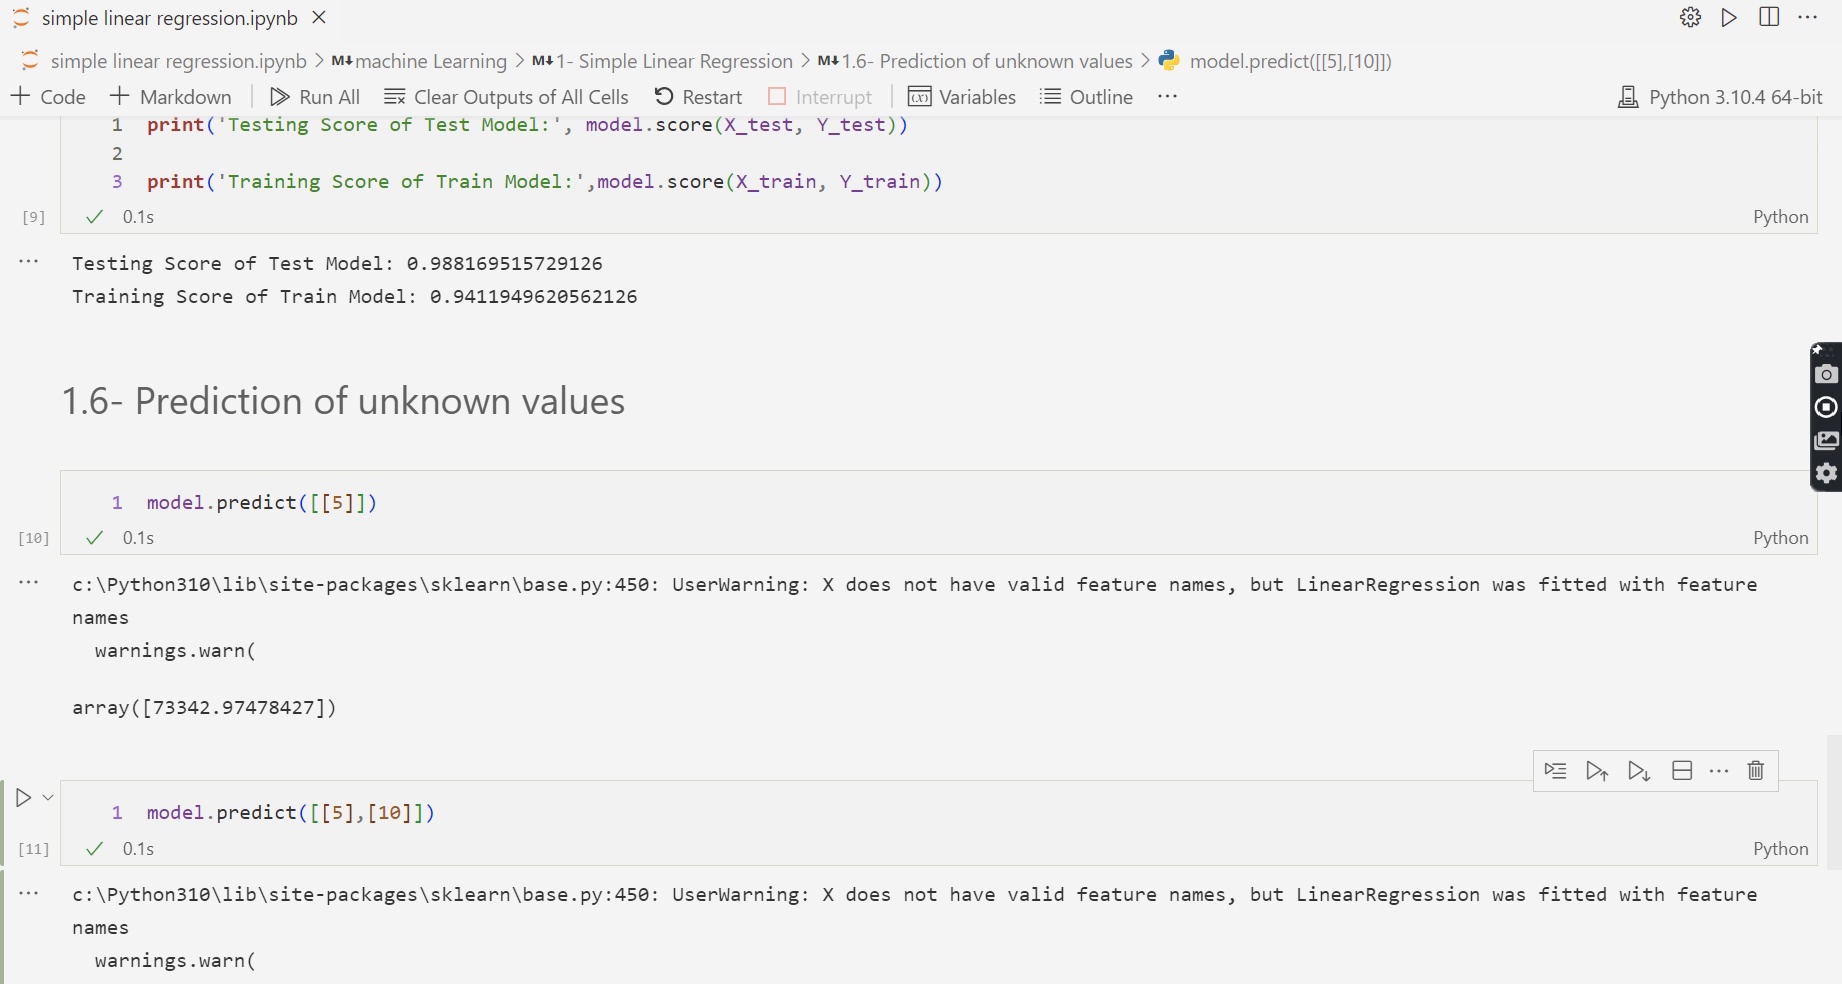 simple linear regression.ipynb
simple linear regression.ipynb > M↓ machine Learning > M↓ 1- Simple Linear Regression > M↓ 1.6- Prediction of unknown values > model.predict([[5],[10]])
+ Code + Markdown Run All Clear Outputs of All Cells Restart Interrupt Variables Outline ... Python 3.10.4 64-bit
1 print('Testing Score of Test Model:', model.score(X_test, Y_test))
2
3 print('Training Score of Train Model:',model.score(X_train, Y_train))
[9] 0.1s Python
Testing Score of Test Model: 0.988169515729126
Training Score of Train Model: 0.9411949620562126
1.6- Prediction of unknown values
1 model.predict([[5]])
[10] 0.1s Python
c:\Python310\lib\site-packages\sklearn\base.py:450: UserWarning: X does not have valid feature names, but LinearRegression was fitted with feature
names
warnings.warn(
array([73342.97478427])
1 model.predict([[5],[10]])
[11] 0.1s Python
c:\Python310\lib\site-packages\sklearn\base.py:450: UserWarning: X does not have valid feature names, but LinearRegression was fitted with feature
names
warnings.warn(